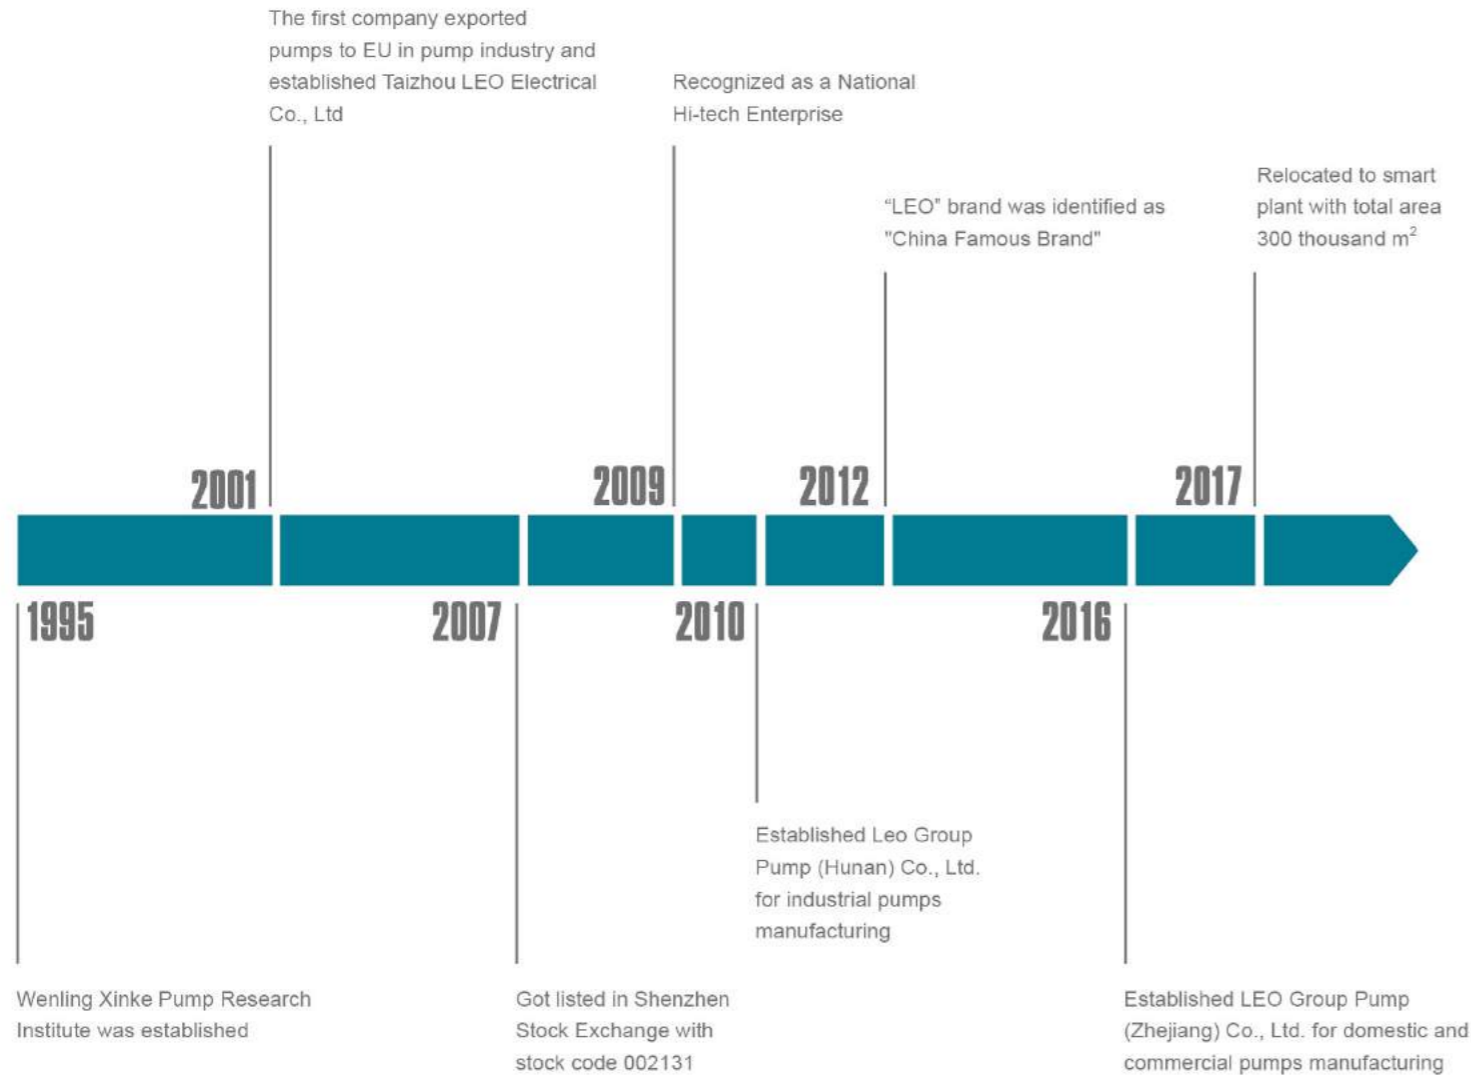 The first company exported
pumps to EU in pump industry and
established Taizhou LEO Electrical
Co., Ltd
Recognized as a National
Hi-tech Enterprise
“LEO” brand was identified as
"China Famous Brand"
Relocated to smart
plant with total area
300 thousand m²
2001
2009
2012
2017
1995
2007
2010
2016
Established Leo Group
Pump (Hunan) Co., Ltd.
for industrial pumps
manufacturing
Wenling Xinke Pump Research
Institute was established
Got listed in Shenzhen
Stock Exchange with
stock code 002131
Established LEO Group Pump
(Zhejiang) Co., Ltd. for domestic and
commercial pumps manufacturing